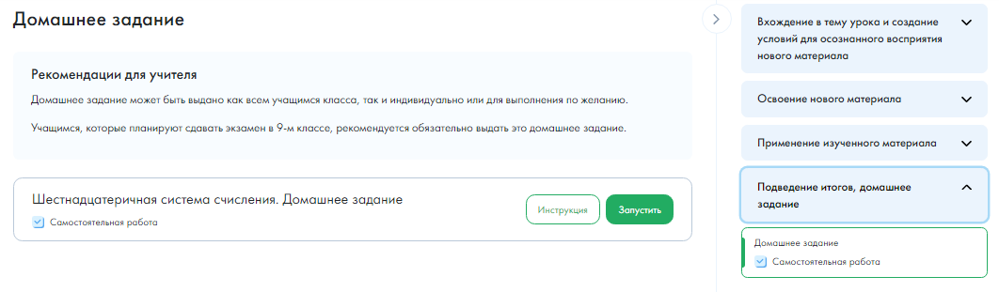 Домашнее задание
Рекомендации для учителя
Домашнее задание может быть выдано как всем учащимся класса, так и индивидуально или для выполнения по желанию.
Учащимся, которые планируют сдавать экзамен в 9-м классе, рекомендуется обязательно выдать это домашнее задание.
Шестнадцатеричная система счисления. Домашнее задание
Самостоятельная работа
Инструкция
Запустить
Вхождение в тему урока и создание
условий для осознанного восприятия
нового материала
Освоение нового материала
Применение изученного материала
Подведение итогов, домашнее
задание
Домашнее задание
Самостоятельная работа